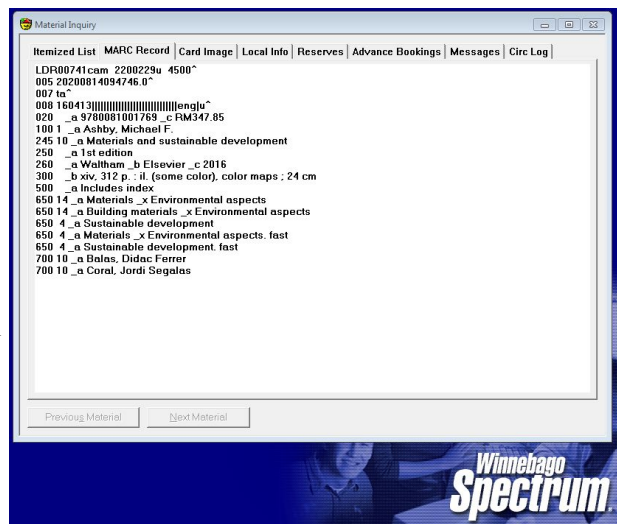 Material Inquiry
Itemized List MARC Record Card Image Local Info Reserves Advance Bookings Messages Circ Log
LDR00741cam 2200229u 4500^
005 20200814094746.0^
007 ta^
008 160413||||||||||||||||||||||||||||eng|u^
020 _a 9780081001769 _c RM347.85
100 1 _a Ashby, Michael F.
245 10 _a Materials and sustainable development
250 _a 1st edition
260 _a Waltham _b Elsevier _c 2016
300 _b xiv, 312 p. : il. (some color), color maps ; 24 cm
500 _a Includes index
650 14 _a Materials _x Environmental aspects
650 14 _a Building materials _x Environmental aspects
650 4 _a Sustainable development
650 4 _a Materials _x Environmental aspects. fast
650 4 _a Sustainable development. fast
700 10 _a Balas, Didac Ferrer
700 10 _a Coral, Jordi Segalas
Previous Material Next Material
Winnebago
Spectrum